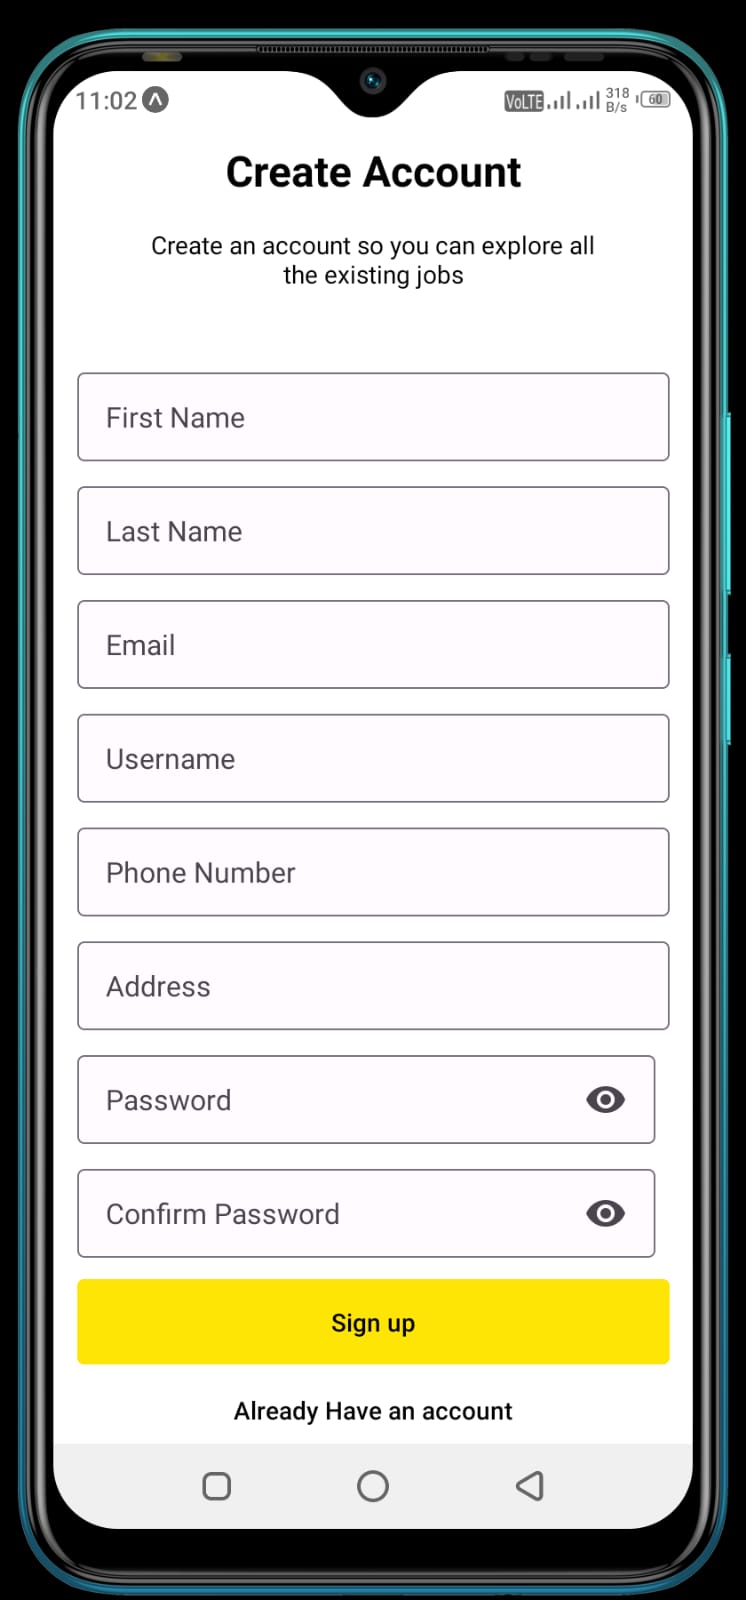 11:02 VoLTE 318 B/s 60
Create Account
Create an account so you can explore all
the existing jobs
First Name
Last Name
Email
Username
Phone Number
Address
Password
Confirm Password
Sign up
Already Have an account